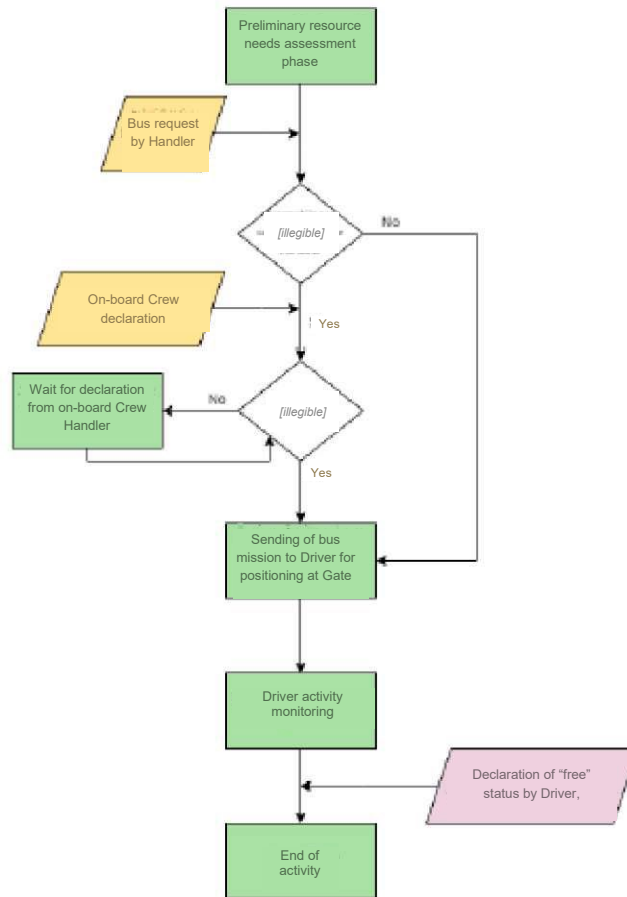 Preliminary resource
needs assessment
phase
Bus request
by Handler
[illegible]
No
On-board Crew
declaration
Yes
Wait for declaration
from on-board Crew
Handler
No
[illegible]
Yes
Sending of bus
mission to Driver for
positioning at Gate
Driver activity
monitoring
Declaration of “free”
status by Driver,
End of
activity